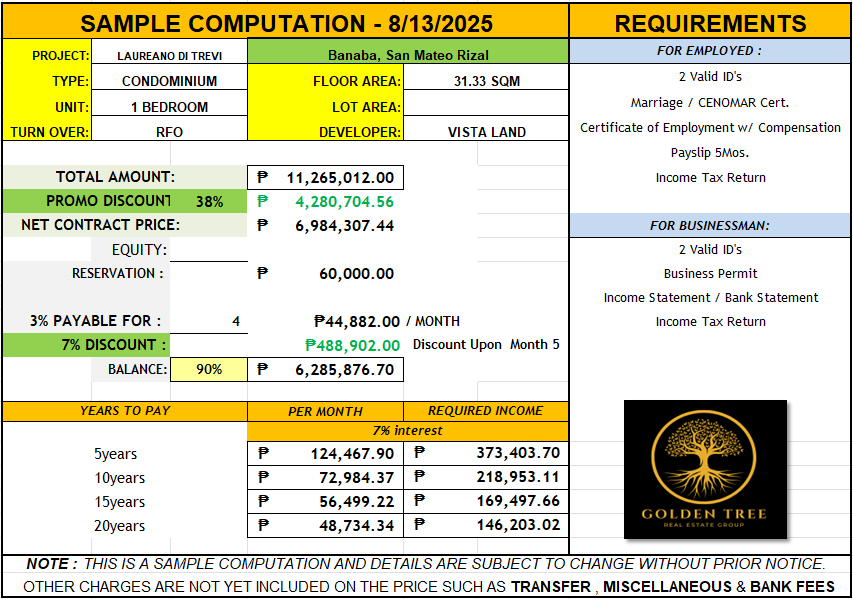 SAMPLE COMPUTATION - 8/13/2025
PROJECT: LAUREANO DI TREVI Banaba, San Mateo Rizal
TYPE: CONDOMINIUM FLOOR AREA: 31.33 SQM
UNIT: 1 BEDROOM LOT AREA:
TURN OVER: RFO DEVELOPER: VISTA LAND
TOTAL AMOUNT: ₱ 11,265,012.00
PROMO DISCOUNT 38% ₱ 4,280,704.56
NET CONTRACT PRICE: ₱ 6,984,307.44
EQUITY:
RESERVATION : ₱ 60,000.00
3% PAYABLE FOR : 4 ₱44,882.00 / MONTH
7% DISCOUNT : ₱488,902.00 Discount Upon Month 5
BALANCE: 90% ₱ 6,285,876.70
YEARS TO PAY PER MONTH REQUIRED INCOME
7% interest
5years ₱ 124,467.90 ₱ 373,403.70
10years ₱ 72,984.37 ₱ 218,953.11
15years ₱ 56,499.22 ₱ 169,497.66
20years ₱ 48,734.34 ₱ 146,203.02
REQUIREMENTS
FOR EMPLOYED :
2 Valid ID's
Marriage / CENOMAR Cert.
Certificate of Employment w/ Compensation
Payslip 5Mos.
Income Tax Return
FOR BUSINESSMAN:
2 Valid ID's
Business Permit
Income Statement / Bank Statement
Income Tax Return
GOLDEN TREE
REAL ESTATE GROUP
NOTE : THIS IS A SAMPLE COMPUTATION AND DETAILS ARE SUBJECT TO CHANGE WITHOUT PRIOR NOTICE.
OTHER CHARGES ARE NOT YET INCLUDED ON THE PRICE SUCH AS TRANSFER , MISCELLANEOUS & BANK FEES